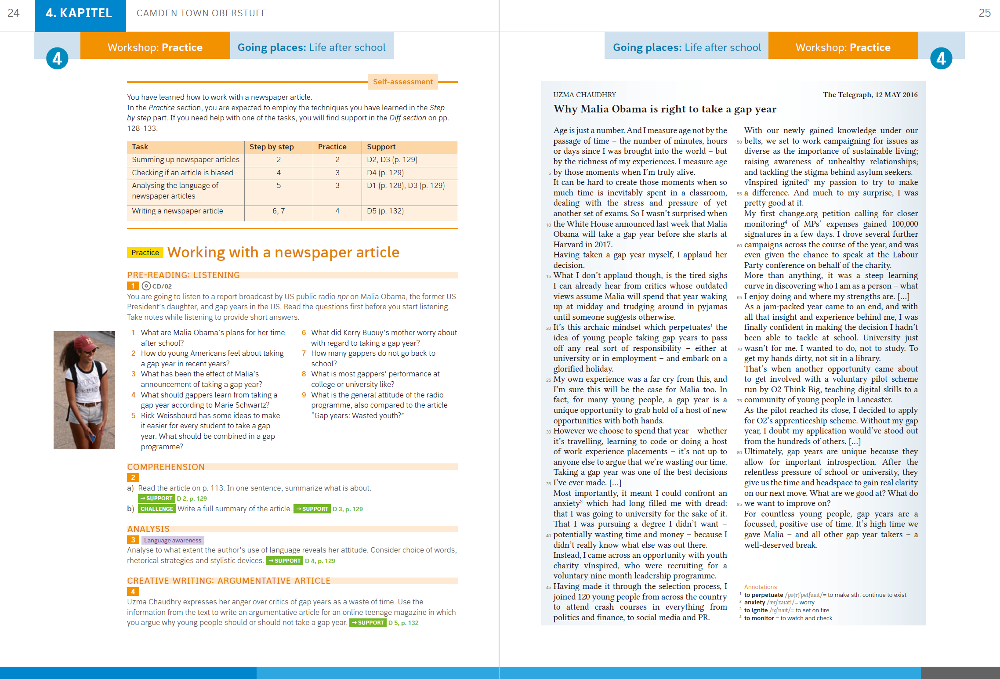 24
4. KAPITEL
CAMDEN TOWN OBERSTUFE
25
4
Workshop: Practice
Going places: Life after school
Going places: Life after school
Workshop: Practice
4
Self-assessment
You have learned how to work with a newspaper article.
In the Practice section, you are expected to employ the techniques you have learned in the Step
by step part. If you need help with one of the tasks, you will find support in the Diff section on pp.
128-133.
Task Step by step Practice Support
Summing up newspaper articles 2 2 D2, D3 (p. 129)
Checking if an article is biased 4 3 D4 (p. 129)
Analysing the language of 5 3 D1 (p. 128), D3 (p. 129)
newspaper articles
Writing a newspaper article 6, 7 4 D5 (p. 132)
Practice Working with a newspaper article
PRE-READING: LISTENING
1 CD/02
You are going to listen to a report broadcast by US public radio npr on Malia Obama, the former US
President's daughter, and gap years in the US. Read the questions first before you start listening.
Take notes while listening to provide short answers.
1 What are Malia Obama's plans for her time
after school?
2 How do young Americans feel about taking
a gap year in recent years?
3 What has been the effect of Malia's
announcement of taking a gap year?
4 What should gappers learn from taking a
gap year according to Marie Schwartz?
5 Rick Weissbourd has some ideas to make
it easier for every student to take a gap
year. What should be combined in a gap
programme?
6 What did Kerry Buouy's mother worry about
with regard to taking a gap year?
7 How many gappers do not go back to
school?
8 What is most gappers' performance at
college or university like?
9 What is the general attitude of the radio
programme, also compared to the article
"Gap years: Wasted youth?"
H
COMPREHENSION
2
a) Read the article on p. 113. In one sentence, summarize what is about.
→ SUPPORT D 2, p. 129
b) CHALLENGE Write a full summary of the article. → SUPPORT D 3, p. 129
ANALYSIS
3 Language awareness
Analyse to what extent the author's use of language reveals her attitude. Consider choice of words,
rhetorical strategies and stylistic devices. → SUPPORT D 4, p. 129
CREATIVE WRITING: ARGUMENTATIVE ARTICLE
4
Uzma Chaudhry expresses her anger over critics of gap years as a waste of time. Use the
information from the text to write an argumentative article for an online teenage magazine in which
you argue why young people should or should not take a gap year. → SUPPORT D 5, p. 132
UZMA CHAUDHRY The Telegraph, 12 MAY 2016
Why Malia Obama is right to take a gap year
Age is just a number. And I measure age not by the
passage of time – the number of minutes, hours
or days since I was brought into the world – but
by the richness of my experiences. I measure age
5 by those moments when I'm truly alive.
It can be hard to create those moments when so
much time is inevitably spent in a classroom,
dealing with the stress and pressure of yet
another set of exams. So I wasn't surprised when
10 the White House announced last week that Malia
Obama will take a gap year before she starts at
Harvard in 2017.
Having taken a gap year myself, I applaud her
decision.
15 What I don't applaud though, is the tired sighs
I can already hear from critics whose outdated
views assume Malia will spend that year waking
up at midday and trudging around in pyjamas
until someone suggests otherwise.
20 It's this archaic mindset which perpetuates¹ the
idea of young people taking gap years to pass
off any real sort of responsibility – either at
university or in employment – and embark on a
glorified holiday.
25 My own experience was a far cry from this, and
I'm sure this will be the case for Malia too. In
fact, for many young people, a gap year is a
unique opportunity to grab hold of a host of new
opportunities with both hands.
30 However we choose to spend that year – whether
it's travelling, learning to code or doing a host
of work experience placements – it's not up to
anyone else to argue that we're wasting our time.
Taking a gap year was one of the best decisions
35 I've ever made. [...]
Most importantly, it meant I could confront an
anxiety² which had long filled me with dread:
that I was going to university for the sake of it.
That I was pursuing a degree I didn't want –
40 potentially wasting time and money – because I
didn't really know what else was out there.
Instead, I came across an opportunity with youth
charity vInspired, who were recruiting for a
voluntary nine month leadership programme.
45 Having made it through the selection process, I
joined 120 young people from across the country
to attend crash courses in everything from
politics and finance, to social media and PR.
With our newly gained knowledge under our
50 belts, we set to work campaigning for issues as
diverse as the importance of sustainable living;
raising awareness of unhealthy relationships;
and tackling the stigma behind asylum seekers.
vInspired ignited³ my passion to try to make
55 a difference. And much to my surprise, I was
pretty good at it.
My first change.org petition calling for closer
monitoring⁴ of MPs' expenses gained 100,000
signatures in a few days. I drove several further
60 campaigns across the course of the year, and was
even given the chance to speak at the Labour
Party conference on behalf of the charity.
More than anything, it was a steep learning
curve in discovering who I am as a person – what
65 I enjoy doing and where my strengths are. [...]
As a jam-packed year came to an end, and with
all that insight and experience behind me, I was
finally confident in making the decision I hadn't
been able to tackle at school. University just
70 wasn't for me. I wanted to do, not to study. To
get my hands dirty, not sit in a library.
That's when another opportunity came about
to get involved with a voluntary pilot scheme
run by O2 Think Big, teaching digital skills to a
75 community of young people in Lancaster.
As the pilot reached its close, I decided to apply
for O2's apprenticeship scheme. Without my gap
year, I doubt my application would've stood out
from the hundreds of others. [...]
80 Ultimately, gap years are unique because they
allow for important introspection. After the
relentless pressure of school or university, they
give us the time and headspace to gain real clarity
on our next move. What are we good at? What do
85 we want to improve on?
For countless young people, gap years are a
focussed, positive use of time. It's high time we
gave Malia – and all other gap year takers – a
well-deserved break.
Annotations
¹ to perpetuate /pə(r)ˈpetʃueɪt/= to make sth. continue to exist
² anxiety /æŋˈzaɪəti/= worry
³ to ignite /ɪɡˈnaɪt/= to set on fire
⁴ to monitor = to watch and check